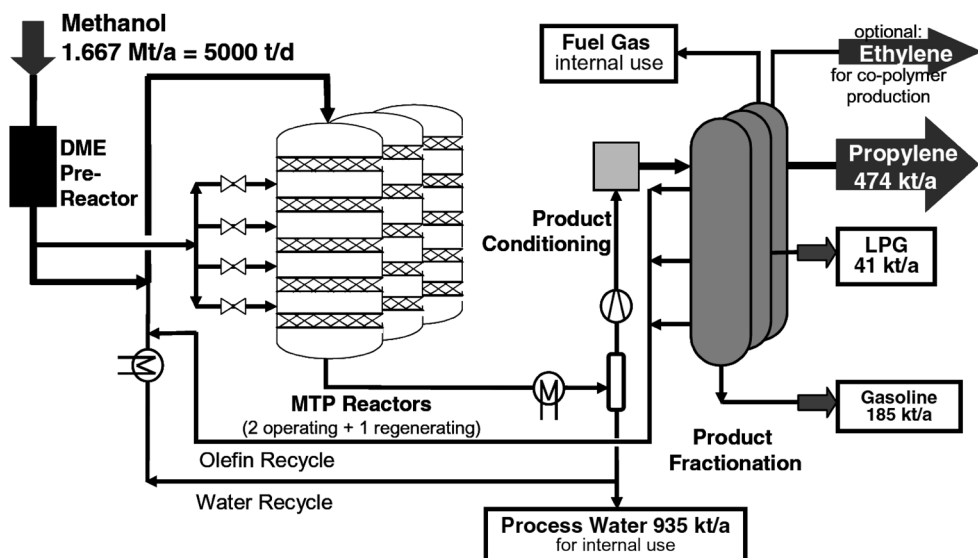 Methanol
1.667 Mt/a = 5000 t/d
DME
Pre-
Reactor
Fuel Gas
internal use
optional:
Ethylene
for co-polymer
production
Propylene
474 kt/a
Product
Conditioning
LPG
41 kt/a
MTP Reactors
(2 operating + 1 regenerating)
Gasoline
185 kt/a
Product
Fractionation
Olefin Recycle
Water Recycle
Process Water 935 kt/a
for internal use